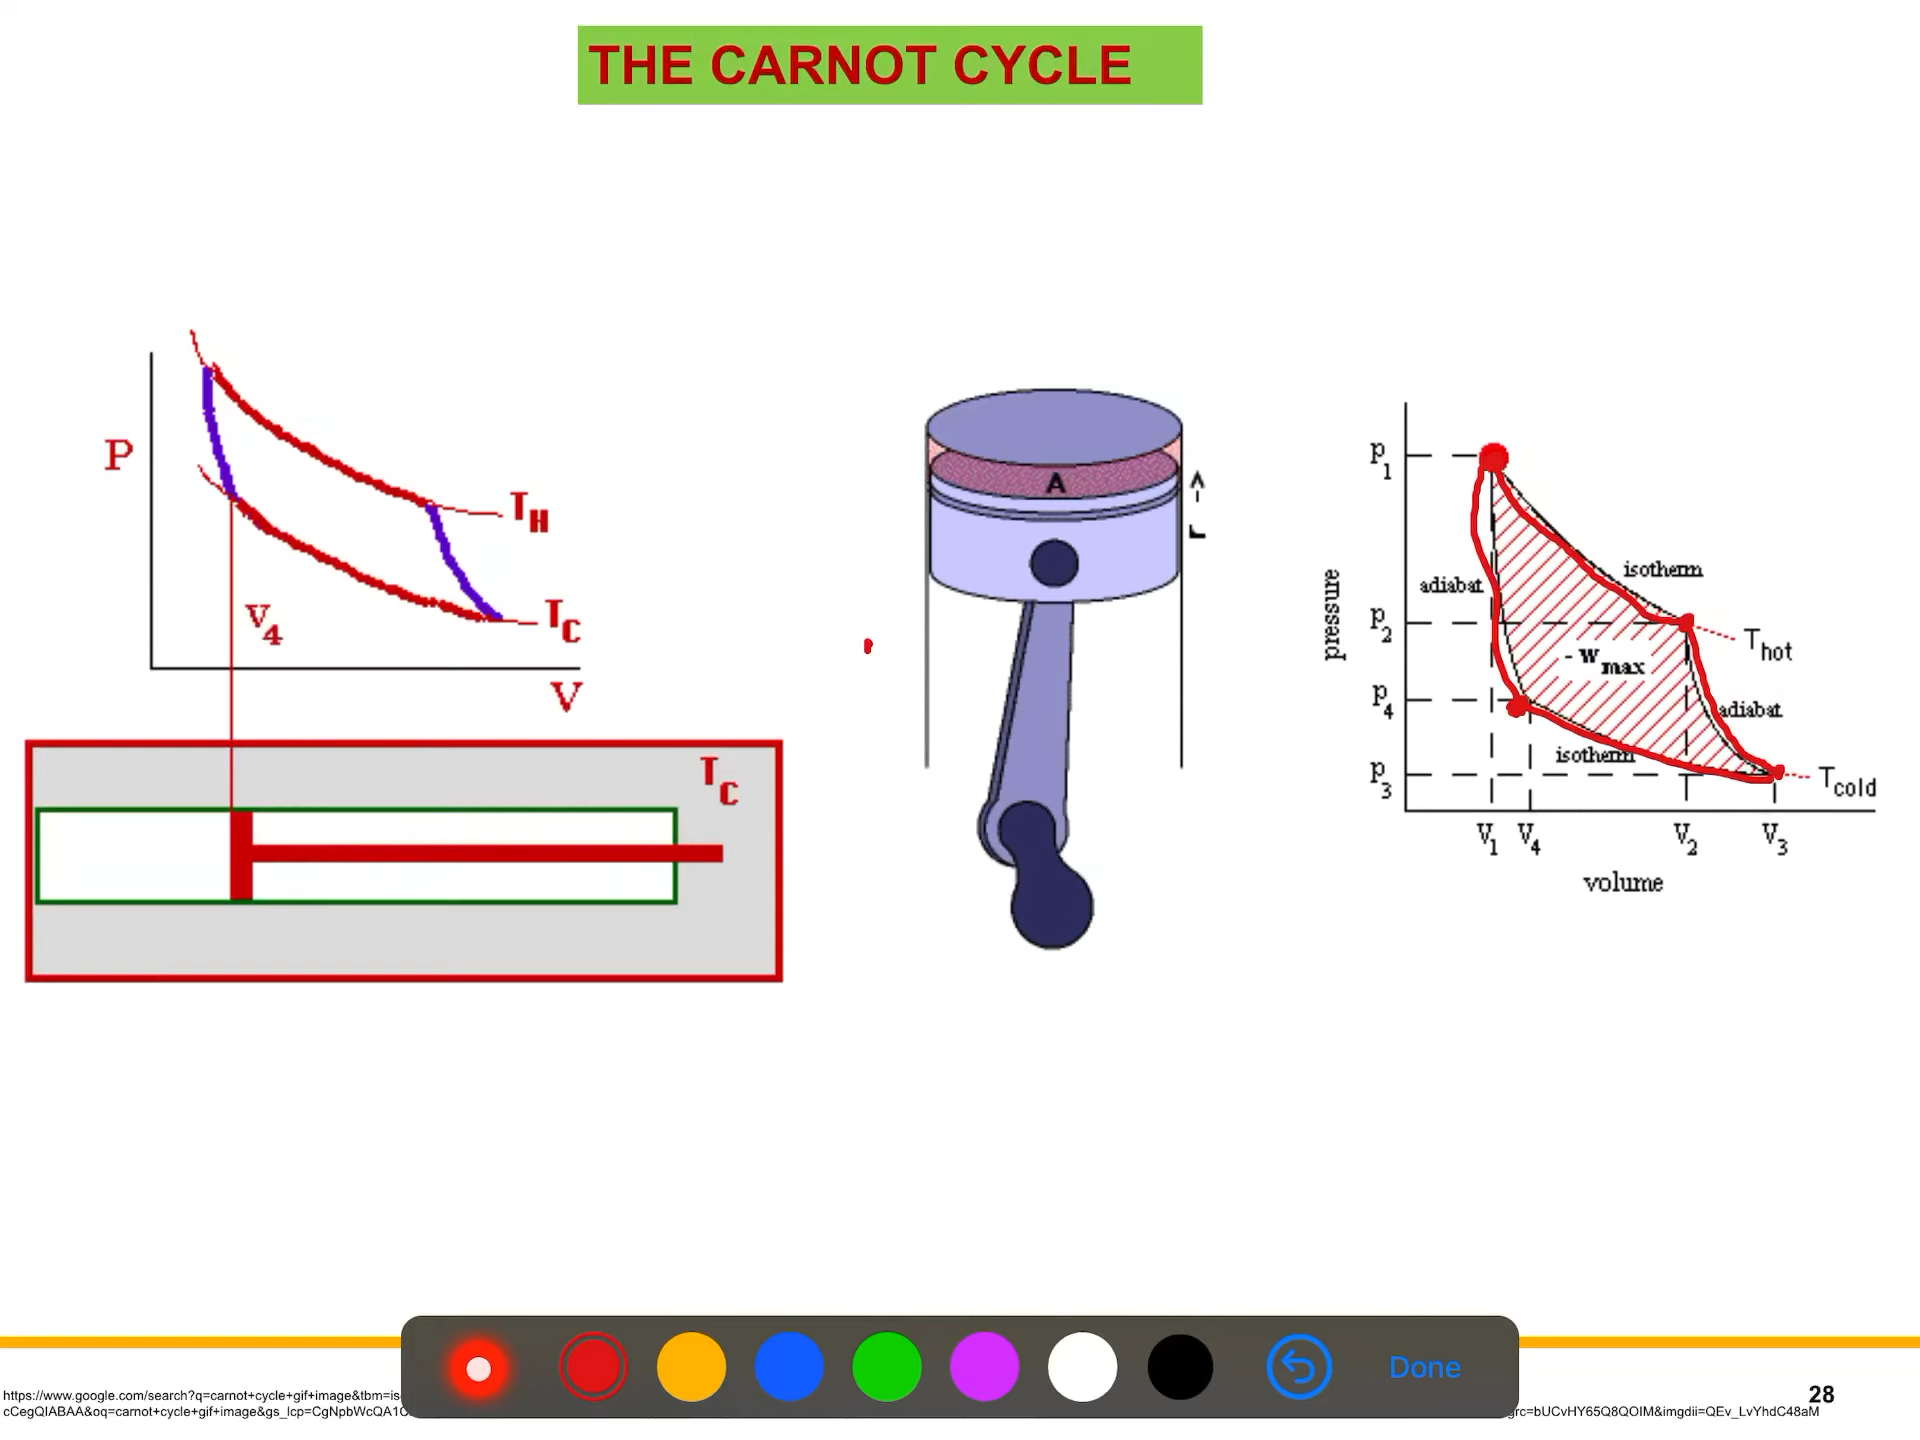 THE CARNOT CYCLE
P
T_H
V_4
T_C
V
T_C
A
p_1
isotherm
adiabat
pressure
p_2
T_hot
- w_max
p_4
adiabat
isotherm
p_3
T_cold
V_1 V_4 V_2 V_3
volume
Done
28
https://www.google.com/search?q=carnot+cycle+gif+image&tbm=is
cCegQIABAA&oq=carnot+cycle+gif+image&gs_lcp=CgNpbWcQA1C
grc=bUCvHY65Q8QOIM&imgdii=QEv_LvYhdC48aM